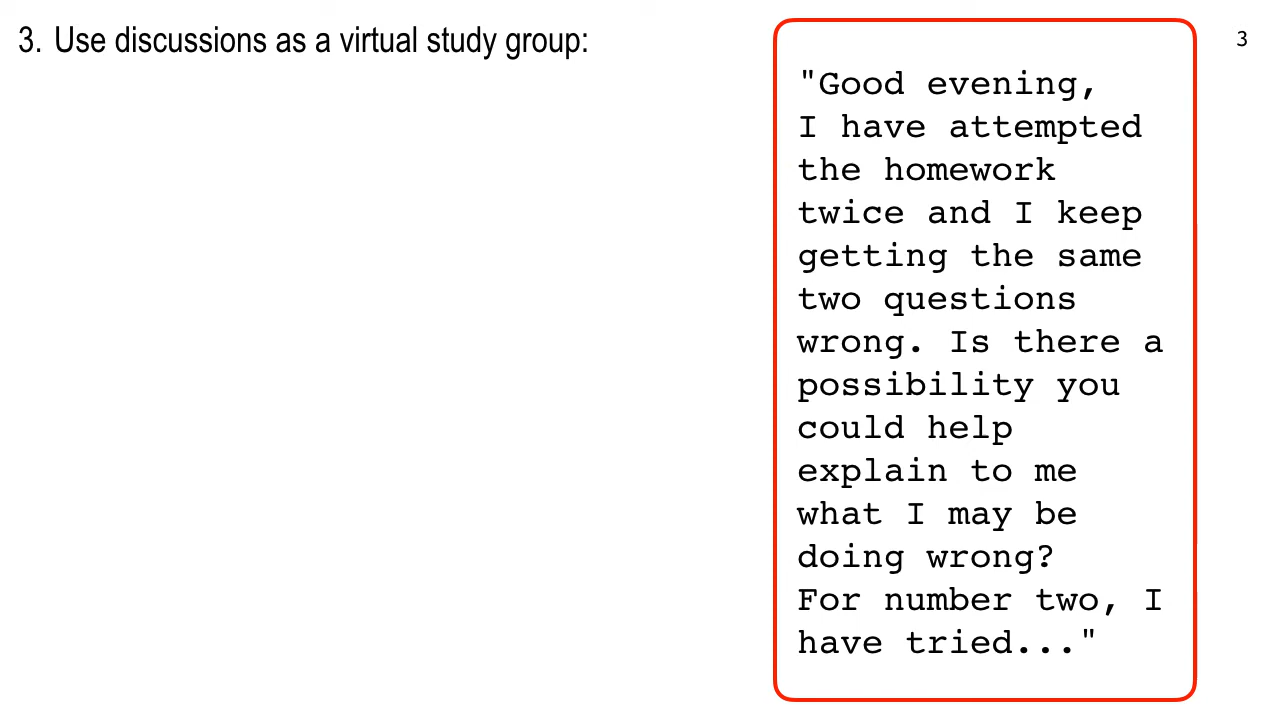 3. Use discussions as a virtual study group:
3
"Good evening,
I have attempted
the homework
twice and I keep
getting the same
two questions
wrong. Is there a
possibility you
could help
explain to me
what I may be
doing wrong?
For number two, I
have tried..."